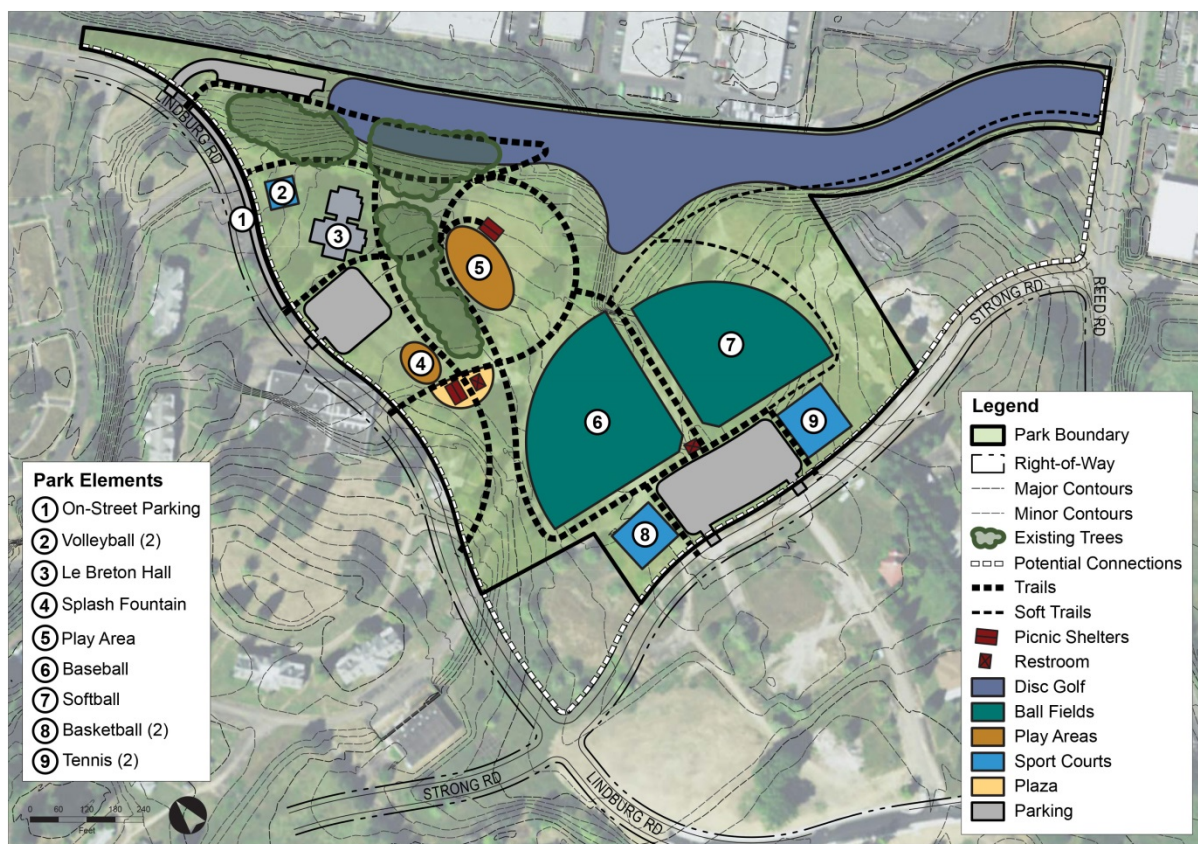 LINDBURG RD
STRONG RD
REED RD
1
2
3
4
5
6
7
8
9
Park Elements
1 On-Street Parking
2 Volleyball (2)
3 Le Breton Hall
4 Splash Fountain
5 Play Area
6 Baseball
7 Softball
8 Basketball (2)
9 Tennis (2)
Legend
Park Boundary
Right-of-Way
Major Contours
Minor Contours
Existing Trees
Potential Connections
Trails
Soft Trails
Picnic Shelters
Restroom
Disc Golf
Ball Fields
Play Areas
Sport Courts
Plaza
Parking
STRONG RD
LINDBURG RD
0 60 120 180 240
Feet